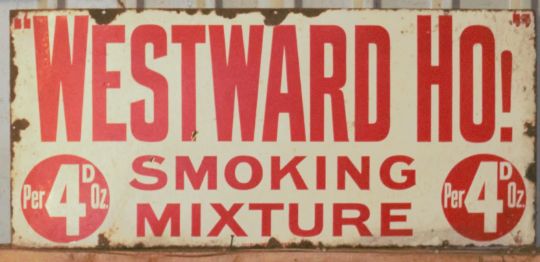 "WESTWARD HO!"
SMOKING
MIXTURE
Per 4D Oz.
Per 4D Oz.